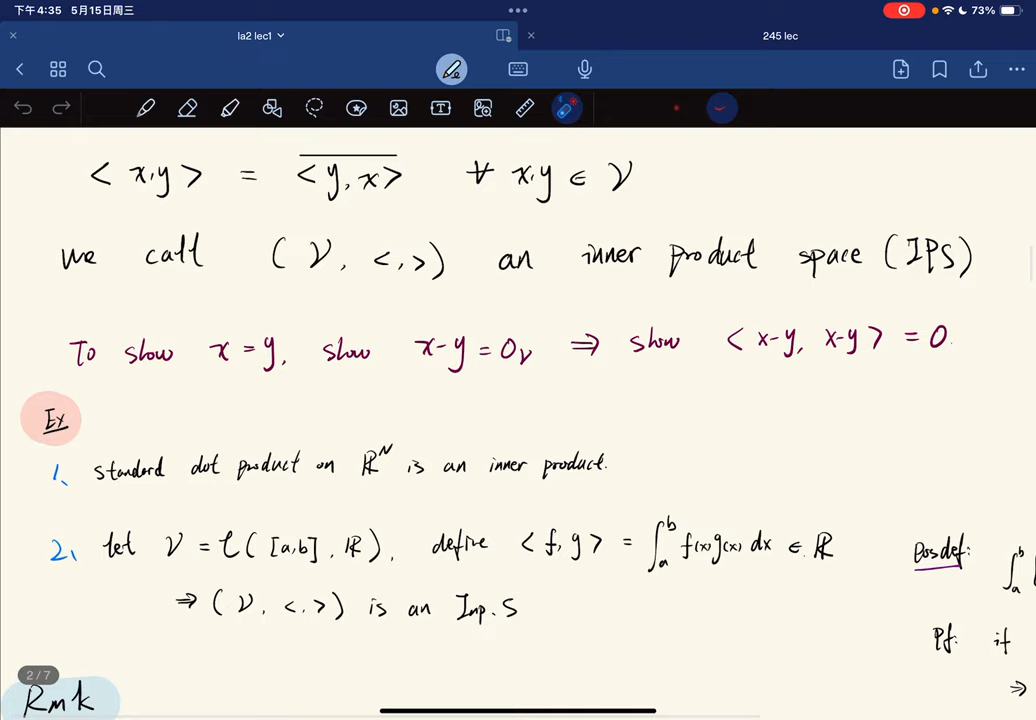 下午4:35 5月15日周三
73%
la2 lec1
245 lec
< x,y > = \overline{< y,x >} ∀ x,y ∈ V
We call ( V, <,> ) an inner product space (IPS)
To show x = y, show x-y = 0_V ⇒ show < x-y, x-y > = 0.
Ex
1、 standard dot product on ℝ^N is an inner product.
2、 let V = C( [a,b], ℝ ), define < f, g > = ∫_a^b f(x)g(x) dx ∈ ℝ
⇒ ( V, <,> ) is an Inp. S
Pos def: ∫_a^b
Pf: if
⇒
2/7
Rmk